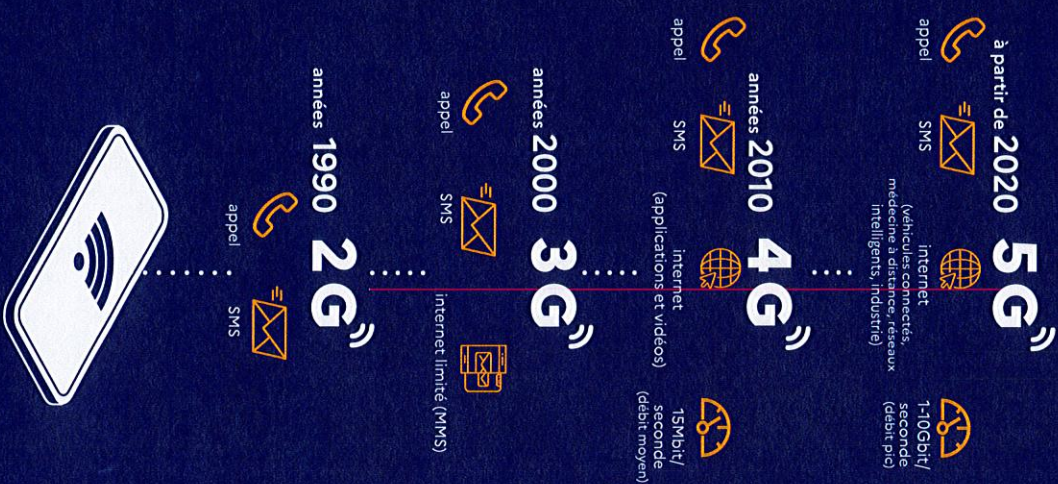 à partir de 2020
5G
appel
SMS
internet
(véhicules connectés,
médecine à distance, réseaux
intelligents, industrie)
1-10Gbit/
seconde
(débit pic)
années 2010
4G
appel
SMS
internet
(applications et vidéos)
15Mbit/
seconde
(débit moyen)
années 2000
3G
appel
SMS
internet limité (MMS)
années 1990
2G
appel
SMS